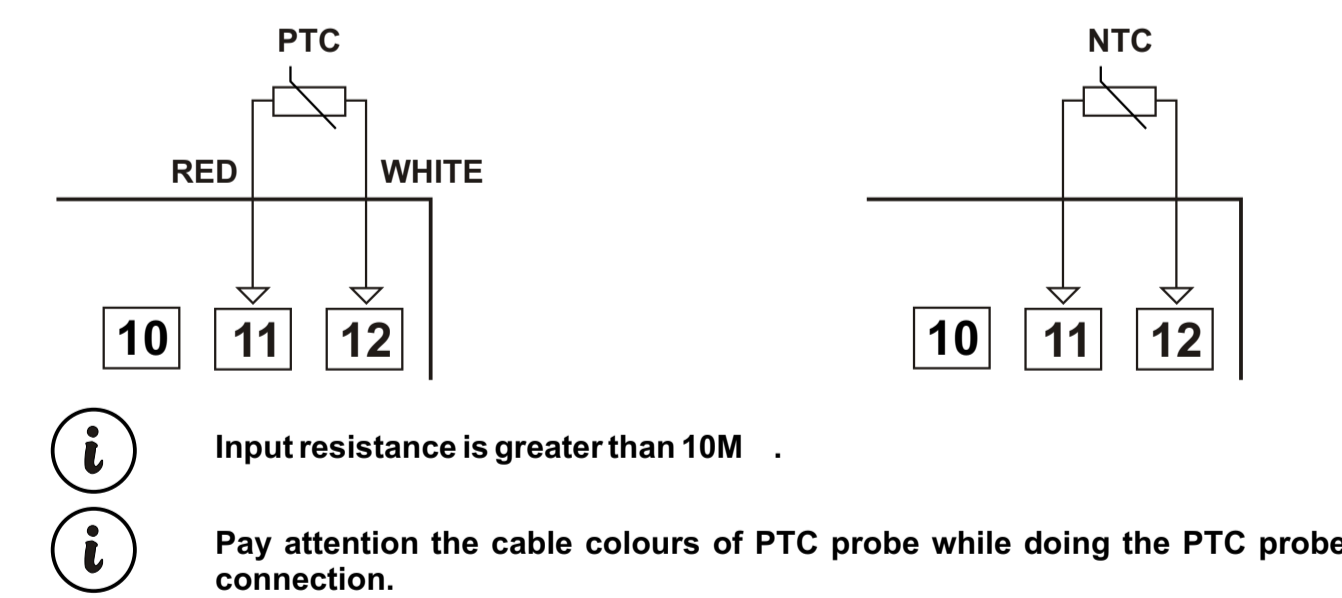 PTC
NTC
RED WHITE
10 11 12
10 11 12
Input resistance is greater than 10M .
Pay attention the cable colours of PTC probe while doing the PTC probe
connection.